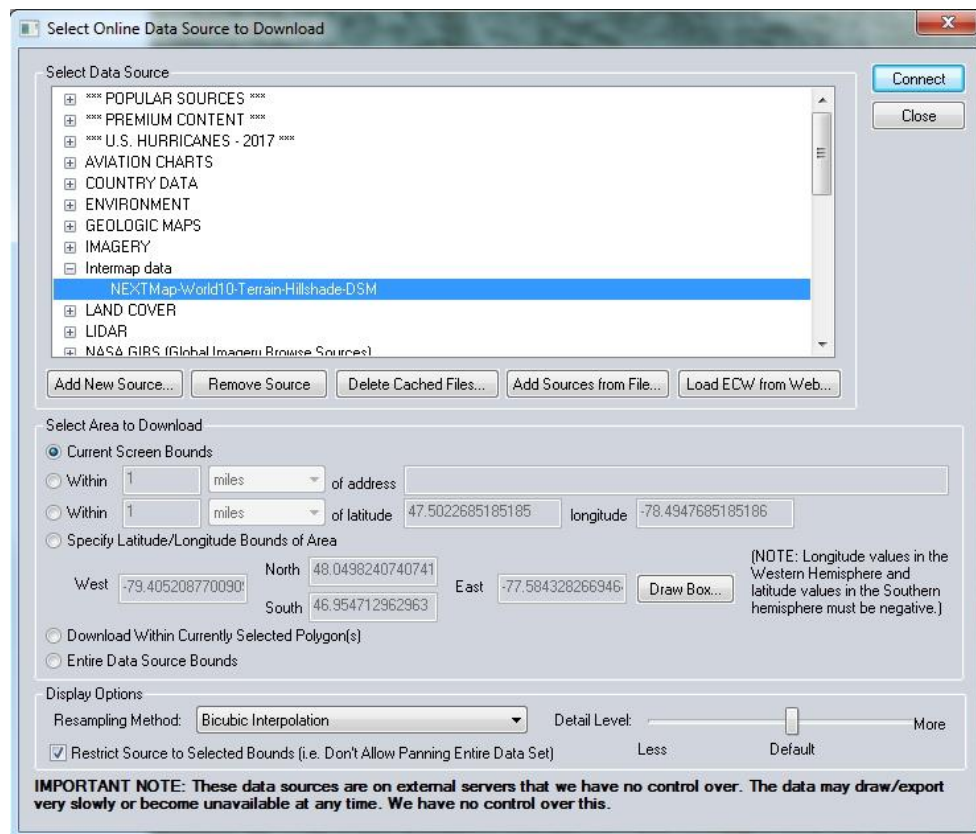 Select Online Data Source to Download
Select Data Source
*** POPULAR SOURCES ***
*** PREMIUM CONTENT ***
*** U.S. HURRICANES - 2017 ***
AVIATION CHARTS
COUNTRY DATA
ENVIRONMENT
GEOLOGIC MAPS
IMAGERY
Intermap data
NEXTMap-World10-Terrain-Hillshade-DSM
LAND COVER
LIDAR
NASA GIBS (Global Imagery Browse Sources)
Connect
Close
Add New Source... Remove Source Delete Cached Files... Add Sources from File... Load ECW from Web...
Select Area to Download
Current Screen Bounds
Within 1 miles of address
Within 1 miles of latitude 47.5022685185185 longitude -78.4947685185186
Specify Latitude/Longitude Bounds of Area
North 48.0498240740741
West -79.405208770090 East -77.584328266946 Draw Box...
South 46.954712962963
(NOTE: Longitude values in the
Western Hemisphere and
latitude values in the Southern
hemisphere must be negative.)
Download Within Currently Selected Polygon(s)
Entire Data Source Bounds
Display Options
Resampling Method: Bicubic Interpolation Detail Level: More
Restrict Source to Selected Bounds (i.e. Don't Allow Panning Entire Data Set) Less Default
IMPORTANT NOTE: These data sources are on external servers that we have no control over. The data may draw/export
very slowly or become unavailable at any time. We have no control over this.